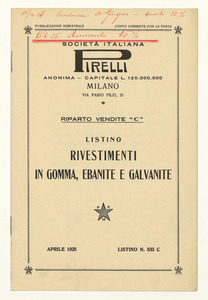 PUBBLICAZIONE SEMESTRALE CONTO CORRENTE CON LA POSTA
SOCIETÀ ITALIANA
PIRELLI
ANONIMA - CAPITALE L. 120.000.000
MILANO
VIA FABIO FILZI, 21
RIPARTO VENDITE "C"
LISTINO
RIVESTIMENTI
IN GOMMA, EBANITE E GALVANITE
APRILE 1925 LISTINO N. 533 C